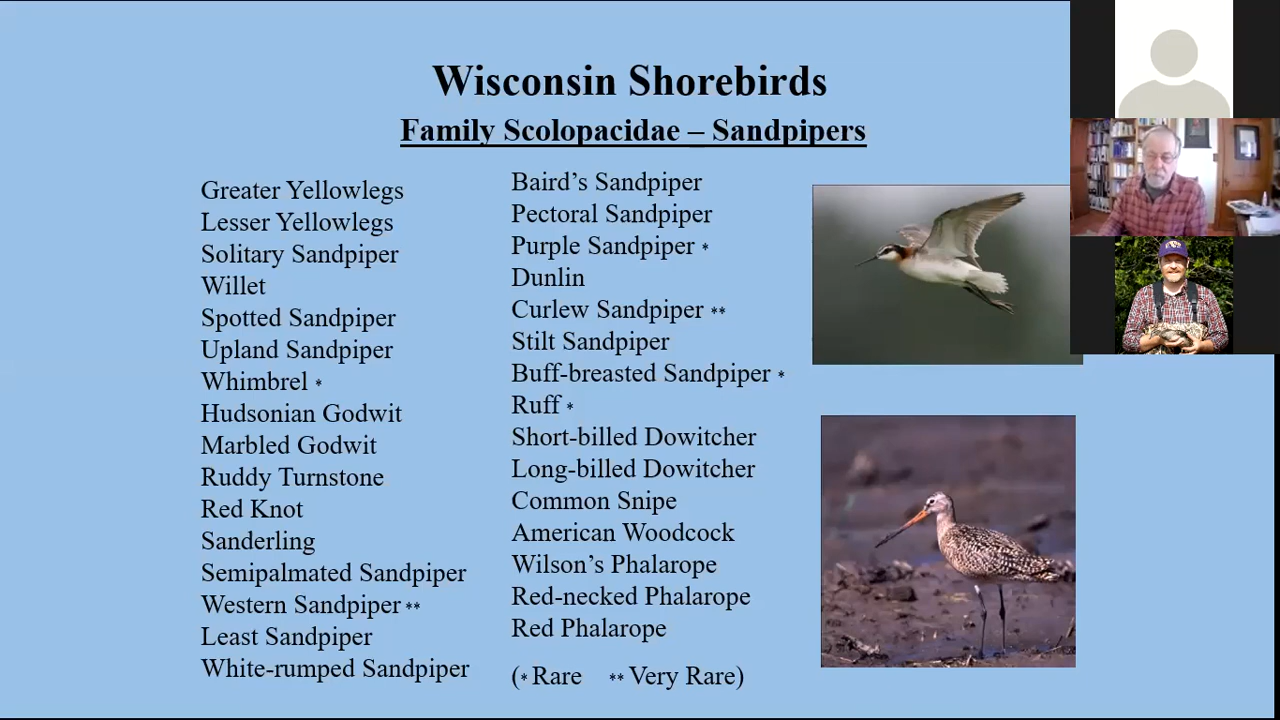 Wisconsin Shorebirds
Family Scolopacidae – Sandpipers
Greater Yellowlegs
Lesser Yellowlegs
Solitary Sandpiper
Willet
Spotted Sandpiper
Upland Sandpiper
Whimbrel *
Hudsonian Godwit
Marbled Godwit
Ruddy Turnstone
Red Knot
Sanderling
Semipalmated Sandpiper
Western Sandpiper **
Least Sandpiper
White-rumped Sandpiper
Baird’s Sandpiper
Pectoral Sandpiper
Purple Sandpiper *
Dunlin
Curlew Sandpiper **
Stilt Sandpiper
Buff-breasted Sandpiper *
Ruff *
Short-billed Dowitcher
Long-billed Dowitcher
Common Snipe
American Woodcock
Wilson’s Phalarope
Red-necked Phalarope
Red Phalarope
(* Rare ** Very Rare)